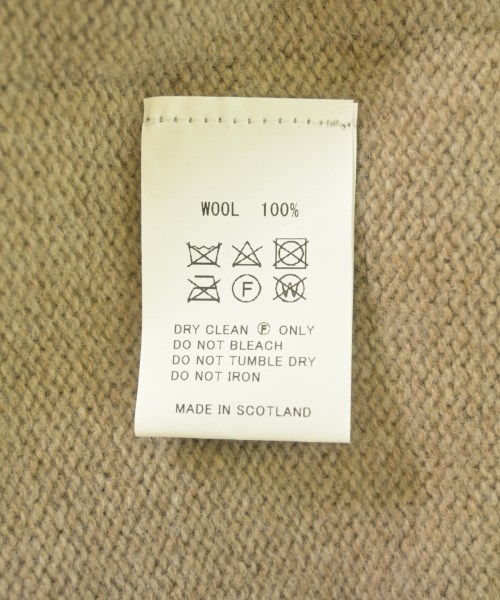 WOOL 100%
F W
DRY CLEAN Ⓕ ONLY
DO NOT BLEACH
DO NOT TUMBLE DRY
DO NOT IRON
MADE IN SCOTLAND